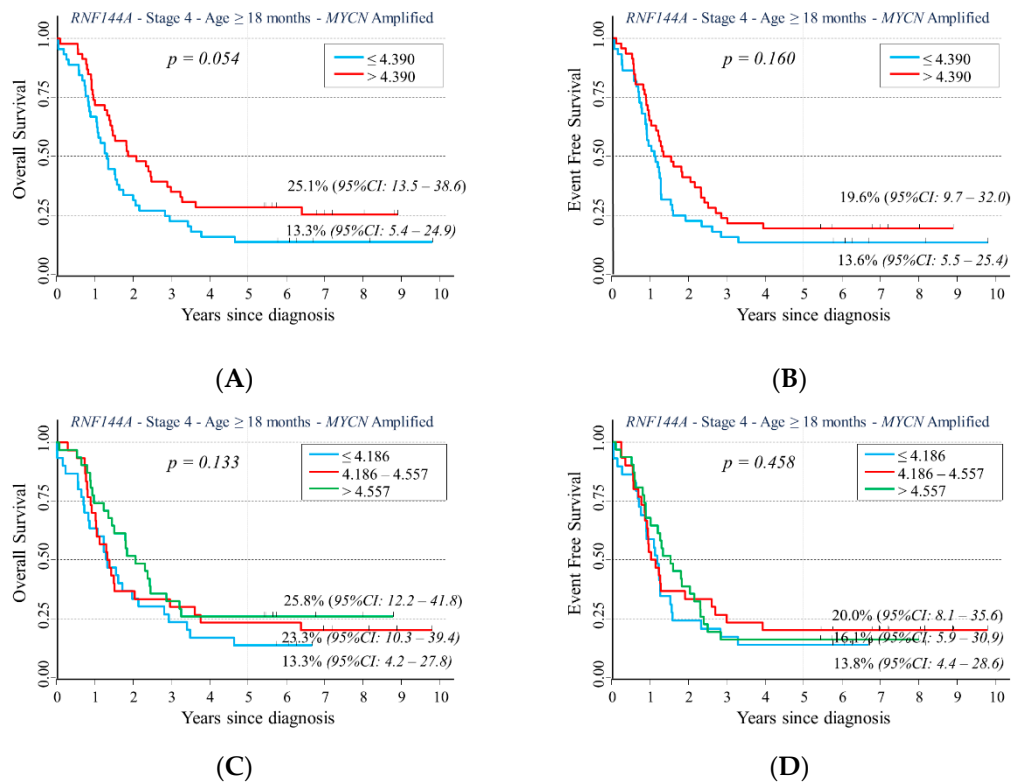 RNF144A - Stage 4 - Age ≥ 18 months - MYCN Amplified
p = 0.054
≤ 4.390
> 4.390
Overall Survival
0.00 0.25 0.50 0.75 1.00
25.1% (95%CI: 13.5 – 38.6)
13.3% (95%CI: 5.4 – 24.9)
0 1 2 3 4 5 6 7 8 9 10
Years since diagnosis
(A)
RNF144A - Stage 4 - Age ≥ 18 months - MYCN Amplified
p = 0.160
≤ 4.390
> 4.390
Event Free Survival
0.00 0.25 0.50 0.75 1.00
19.6% (95%CI: 9.7 – 32.0)
13.6% (95%CI: 5.5 – 25.4)
0 1 2 3 4 5 6 7 8 9 10
Years since diagnosis
(B)
RNF144A - Stage 4 - Age ≥ 18 months - MYCN Amplified
p = 0.133
≤ 4.186
4.186 – 4.557
> 4.557
Overall Survival
0.00 0.25 0.50 0.75 1.00
25.8% (95%CI: 12.2 – 41.8)
23.3% (95%CI: 10.3 – 39.4)
13.3% (95%CI: 4.2 – 27.8)
0 1 2 3 4 5 6 7 8 9 10
Years since diagnosis
(C)
RNF144A - Stage 4 - Age ≥ 18 months - MYCN Amplified
p = 0.458
≤ 4.186
4.186 – 4.557
> 4.557
Event Free Survival
0.00 0.25 0.50 0.75 1.00
20.0% (95%CI: 8.1 – 35.6)
16.1% (95%CI: 5.9 – 30.9)
13.8% (95%CI: 4.4 – 28.6)
0 1 2 3 4 5 6 7 8 9 10
Years since diagnosis
(D)